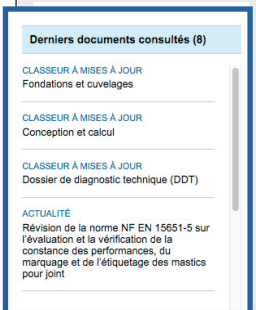 Derniers documents consultés (8)
CLASSEUR À MISES À JOUR
Fondations et cuvelages
CLASSEUR À MISES À JOUR
Conception et calcul
CLASSEUR À MISES À JOUR
Dossier de diagnostic technique (DDT)
ACTUALITÉ
Révision de la norme NF EN 15651-5 sur
l'évaluation et la vérification de la
constance des performances, du
marquage et de l'étiquetage des mastics
pour joint